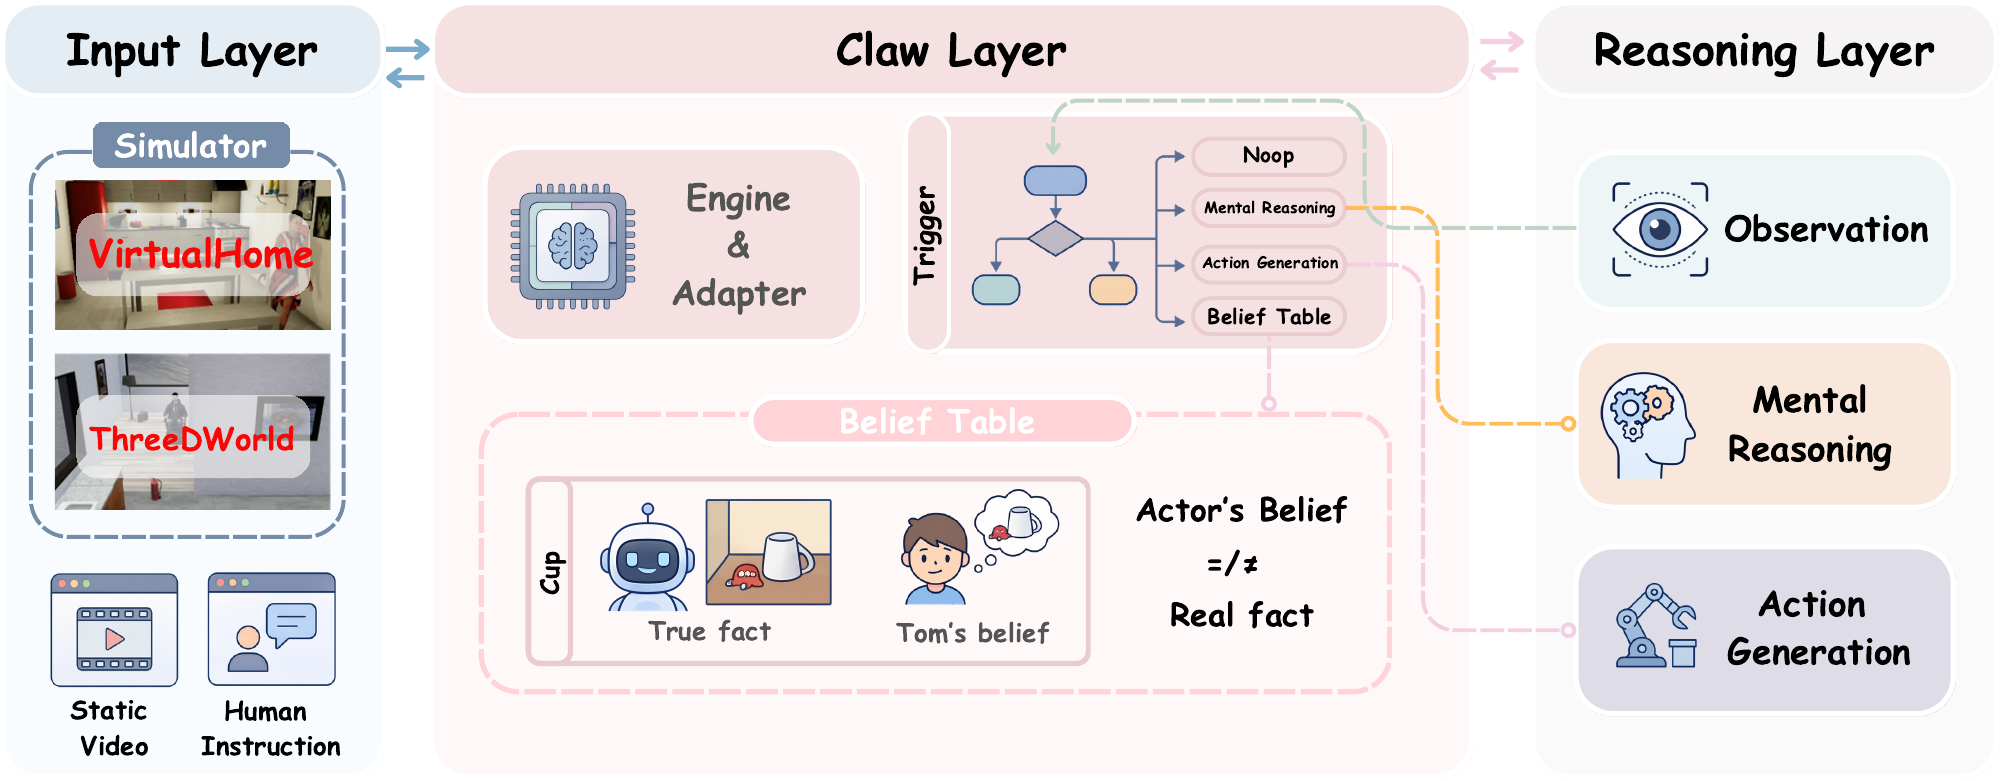 Input Layer
Simulator
VirtualHome
ThreeDWorld
Static
Video
Human
Instruction
Claw Layer
Engine
&
Adapter
Trigger
Noop
Mental Reasoning
Action Generation
Belief Table
Belief Table
Cup
True fact
Tom's belief
Actor's Belief
=/≠
Real fact
Reasoning Layer
Observation
Mental
Reasoning
Action
Generation